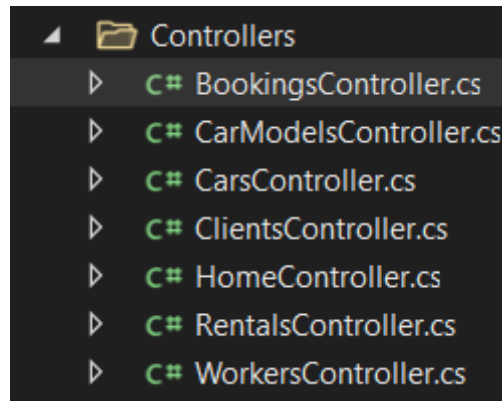 Controllers
C# BookingsController.cs
C# CarModelsController.cs
C# CarsController.cs
C# ClientsController.cs
C# HomeController.cs
C# RentalsController.cs
C# WorkersController.cs